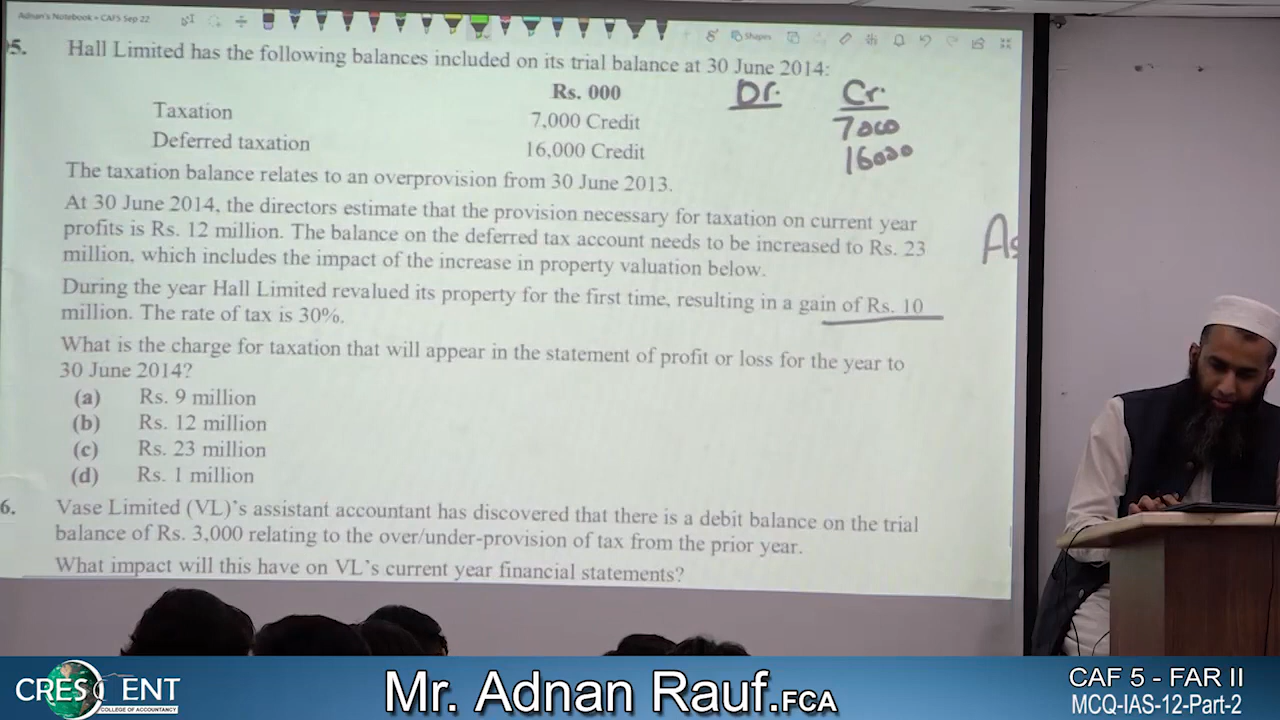 Adnan's Notebook » CAF5 Sep 22
Shapes
5. Hall Limited has the following balances included on its trial balance at 30 June 2014:
Rs. 000 Dr. Cr.
Taxation 7,000 Credit 7000
Deferred taxation 16,000 Credit 16000
The taxation balance relates to an overprovision from 30 June 2013.
At 30 June 2014, the directors estimate that the provision necessary for taxation on current year
profits is Rs. 12 million. The balance on the deferred tax account needs to be increased to Rs. 23
million, which includes the impact of the increase in property valuation below.
As
During the year Hall Limited revalued its property for the first time, resulting in a gain of Rs. 10
million. The rate of tax is 30%.
What is the charge for taxation that will appear in the statement of profit or loss for the year to
30 June 2014?
(a) Rs. 9 million
(b) Rs. 12 million
(c) Rs. 23 million
(d) Rs. 1 million
6. Vase Limited (VL)'s assistant accountant has discovered that there is a debit balance on the trial
balance of Rs. 3,000 relating to the over/under-provision of tax from the prior year.
What impact will this have on VL's current year financial statements?
CRESCENT
COLLEGE OF ACCOUNTANCY
Mr. Adnan Rauf.FCA
CAF 5 - FAR II
MCQ-IAS-12-Part-2